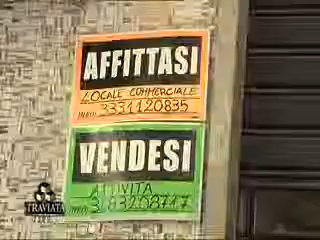 AFFITTASI
LOCALE COMMERCIALE
3331120835
VENDESI
ATTIVITA
TRAVIATA